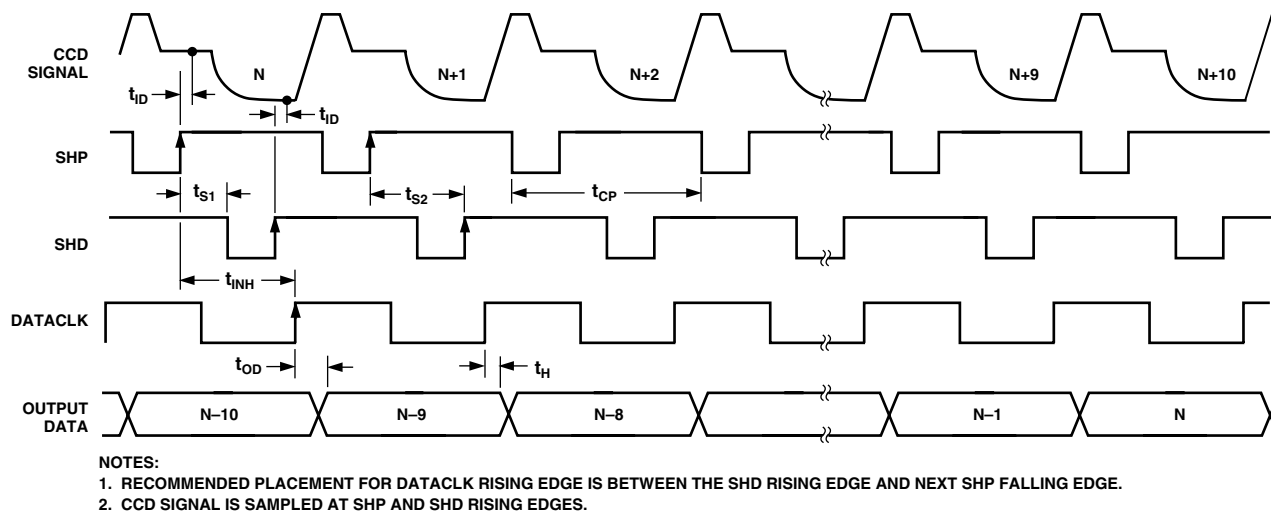 CCD
SIGNAL
N
N+1
N+2
N+9
N+10
tID
tID
SHP
tS1
tS2
tCP
SHD
tINH
DATACLK
tOD
tH
OUTPUT
DATA
N–10
N–9
N–8
N–1
N
NOTES:
1. RECOMMENDED PLACEMENT FOR DATACLK RISING EDGE IS BETWEEN THE SHD RISING EDGE AND NEXT SHP FALLING EDGE.
2. CCD SIGNAL IS SAMPLED AT SHP AND SHD RISING EDGES.